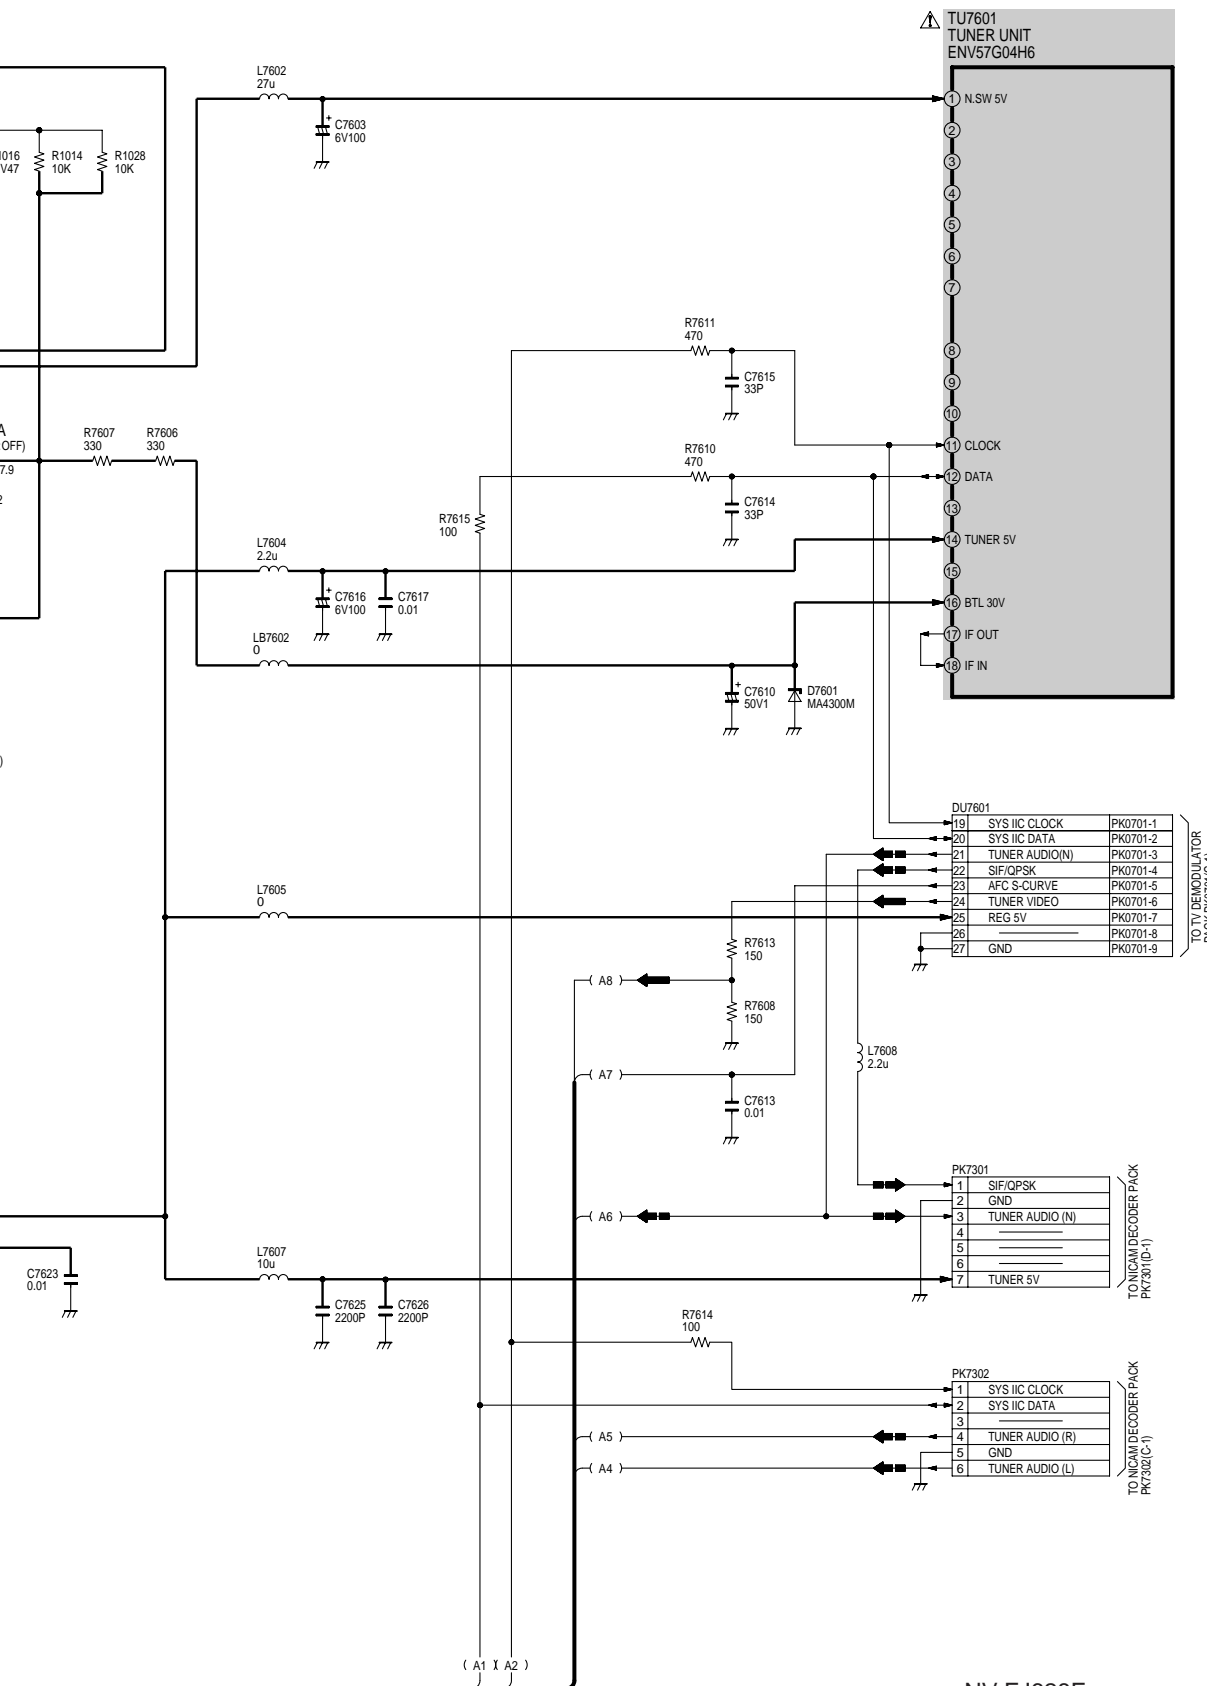 TU7601
TUNER UNIT
ENV57G04H6
L7602
27u
1 N.SW 5V
C7603
6V100
2
R1014
10K
R1028
10K
V47
3
4
5
6
7
R7611
470
8
C7615
33P
9
10
R7607
330
R7606
330
OFF)
7.9
R7610
470
11 CLOCK
12 DATA
C7614
33P
13
R7615
100
L7604
2.2u
14 TUNER 5V
15
C7616
6V100
C7617
0.01
16 BTL 30V
LB7602
0
17 IF OUT
18 IF IN
C7610
50V1
D7601
MA4300M
DU7601
19 SYS IIC CLOCK PK0701-1
20 SYS IIC DATA PK0701-2
21 TUNER AUDIO(N) PK0701-3
22 SIF/QPSK PK0701-4
23 AFC S-CURVE PK0701-5
24 TUNER VIDEO PK0701-6
25 REG 5V PK0701-7
26 PK0701-8
27 GND PK0701-9
TO TV DEMODULATOR
L7605
0
R7613
150
( A8 )
R7608
150
L7608
2.2u
( A7 )
C7613
0.01
PK7301
1 SIF/QPSK
2 GND
3 TUNER AUDIO (N)
4
5
6
7 TUNER 5V
TO NICAM DECODER PACK
PK7301(D-1)
( A6 )
L7607
10u
C7623
0.01
C7625
2200P
C7626
2200P
R7614
100
PK7302
1 SYS IIC CLOCK
2 SYS IIC DATA
3
4 TUNER AUDIO (R)
5 GND
6 TUNER AUDIO (L)
TO NICAM DECODER PACK
PK7302(C-1)
( A5 )
( A4 )
( A1 )( A2 )